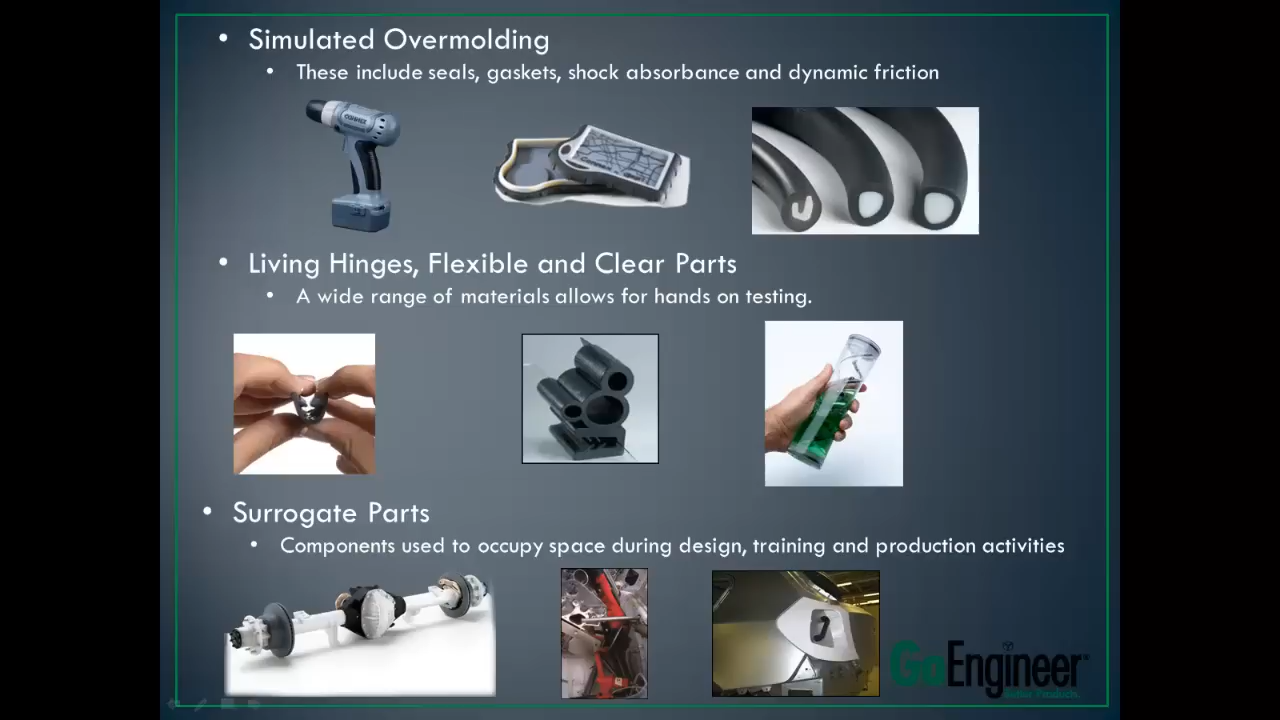 • Simulated Overmolding
• These include seals, gaskets, shock absorbance and dynamic friction
• Living Hinges, Flexible and Clear Parts
• A wide range of materials allows for hands on testing.
• Surrogate Parts
• Components used to occupy space during design, training and production activities
GoEngineer
Better Products.